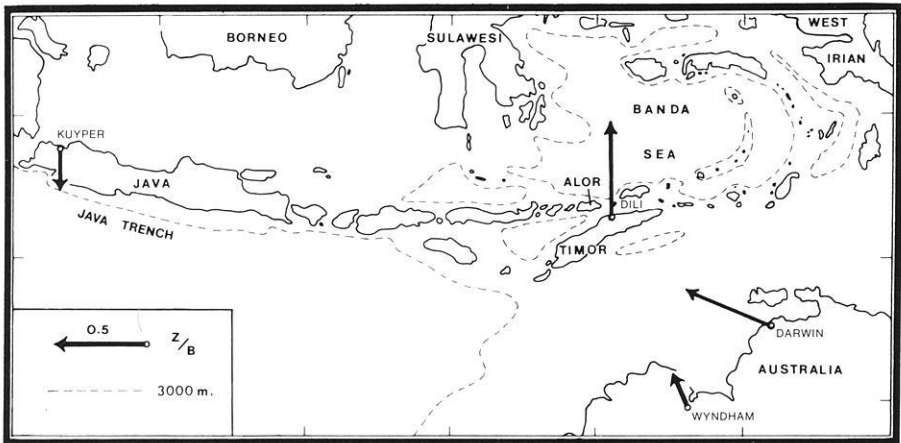 BORNEO
SULAWESI
WEST
IRIAN
BANDA
SEA
KUYPER
JAVA
JAVA TRENCH
ALOR
DILI
TIMOR
DARWIN
AUSTRALIA
WYNDHAM
0.5
Z/B
3000 m.